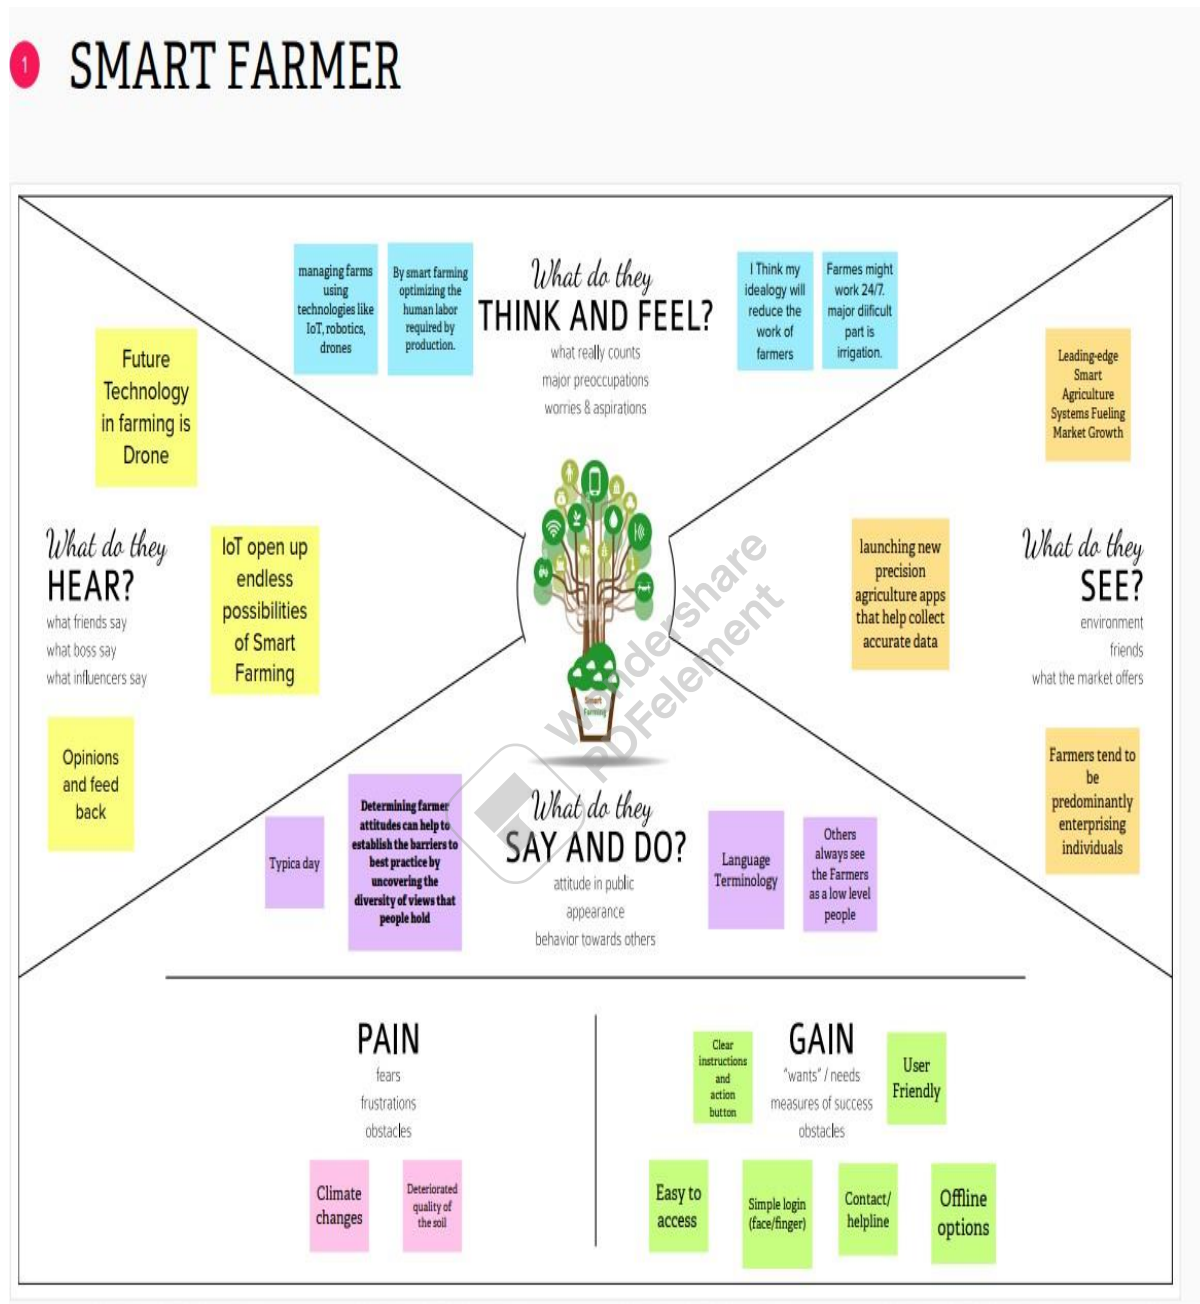 1
SMART FARMER
managing farms
using
technologies like
IoT, robotics,
drones
By smart farming
optimizing the
human labor
required by
production.
What do they
THINK AND FEEL?
what really counts
major preoccupations
worries & aspirations
I Think my
idealogy will
reduce the
work of
farmers
Farmes might
work 24/7.
major diifficult
part is
irrigation.
Future
Technology
in farming is
Drone
What do they
HEAR?
what friends say
what boss say
what influencers say
IoT open up
endless
possibilities
of Smart
Farming
Opinions
and feed
back
Leading-edge
Smart
Agriculture
Systems Fueling
Market Growth
launching new
precision
agriculture apps
that help collect
accurate data
What do they
SEE?
environment
friends
what the market offers
Farmers tend to
be
predominantly
enterprising
individuals
Smart
Farming
Wondershare
PDFelement
Typica day
Determining farmer
attitudes can help to
establish the barriers to
best practice by
uncovering the
diversity of views that
people hold
What do they
SAY AND DO?
attitude in public
appearance
behavior towards others
Language
Terminology
Others
always see
the Farmers
as a low level
people
PAIN
fears
frustrations
obstacles
Climate
changes
Deteriorated
quality of
the soil
Clear
instructions
and
action
button
GAIN
"wants" / needs
measures of success
obstacles
User
Friendly
Easy to
access
Simple login
(face/finger)
Contact/
helpline
Offline
options